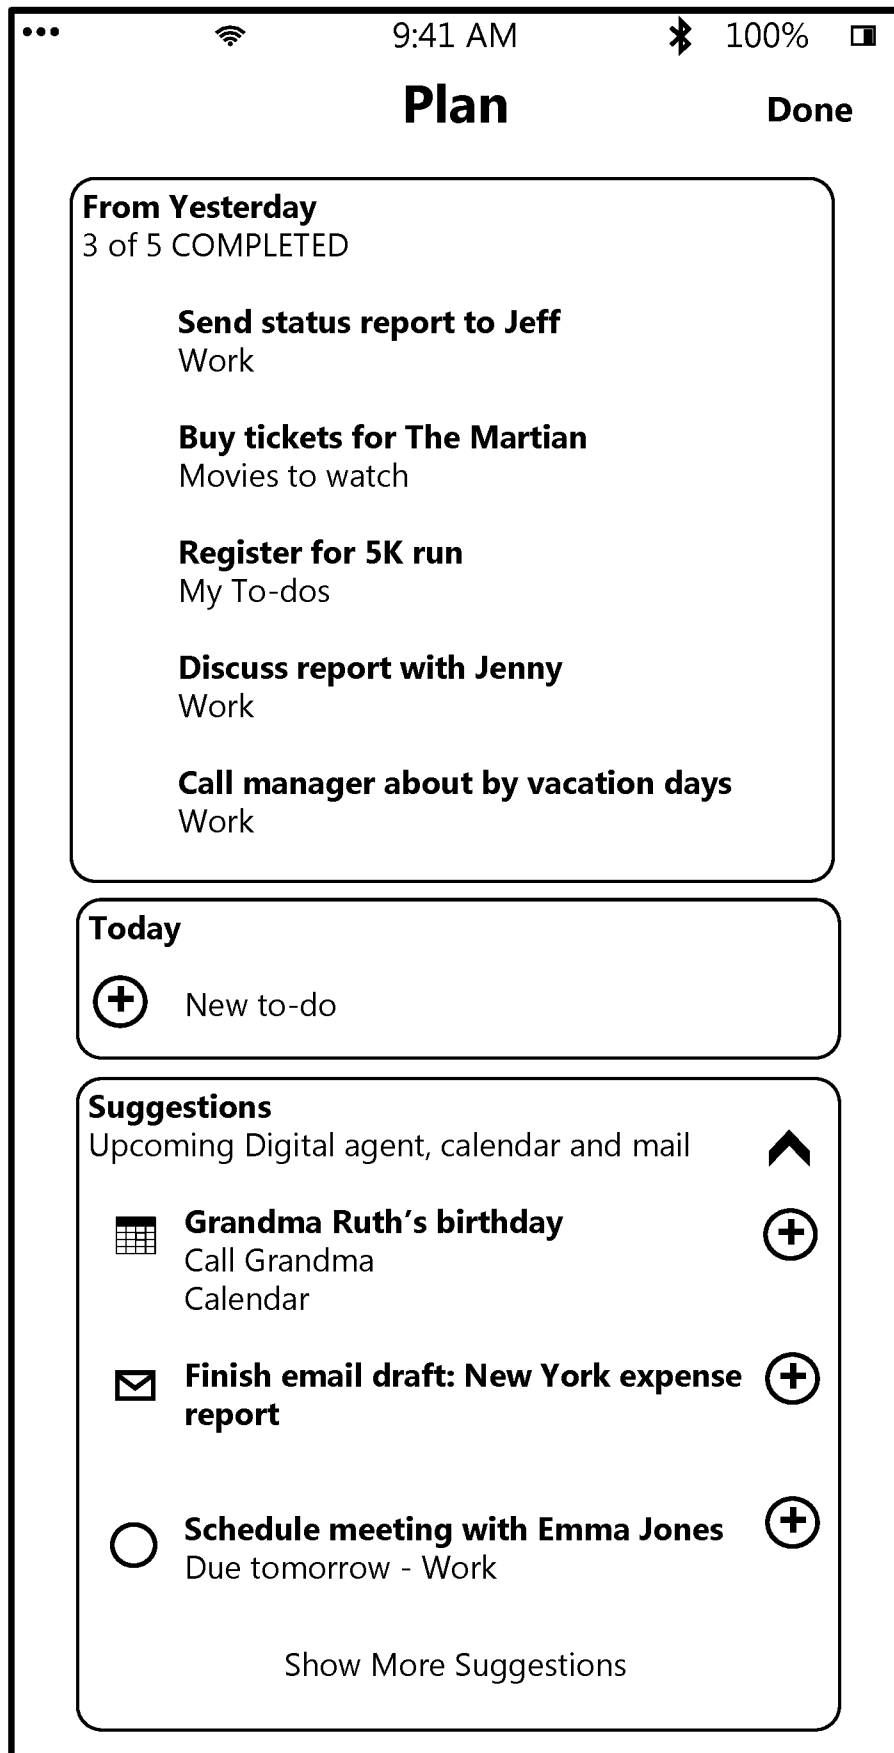 9:41 AM 100%
Plan Done
From Yesterday
3 of 5 COMPLETED
Send status report to Jeff
Work
Buy tickets for The Martian
Movies to watch
Register for 5K run
My To-dos
Discuss report with Jenny
Work
Call manager about by vacation days
Work
Today
New to-do
Suggestions
Upcoming Digital agent, calendar and mail
Grandma Ruth’s birthday
Call Grandma
Calendar
Finish email draft: New York expense
report
Schedule meeting with Emma Jones
Due tomorrow - Work
Show More Suggestions